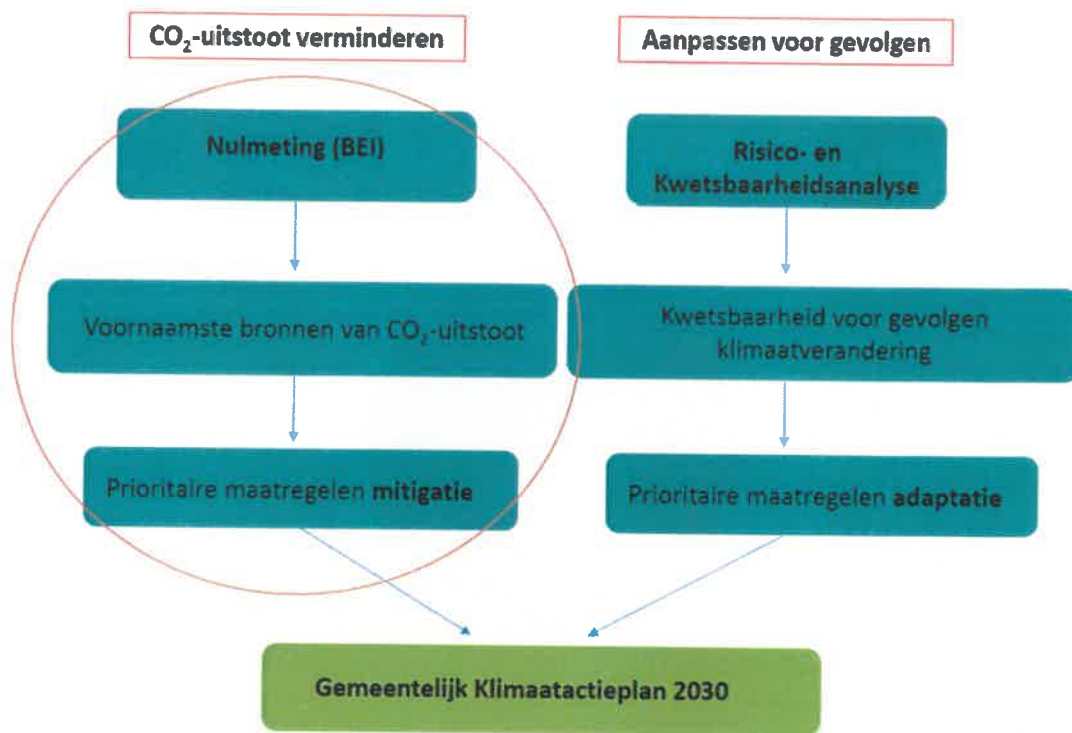 CO₂-uitstoot verminderen
Aanpassen voor gevolgen
Nulmeting (BEI)
Risico- en
Kwetsbaarheidsanalyse
Voornaamste bronnen van CO₂-uitstoot
Kwetsbaarheid voor gevolgen
klimaatverandering
Prioritaire maatregelen mitigatie
Prioritaire maatregelen adaptatie
Gemeentelijk Klimaatactieplan 2030